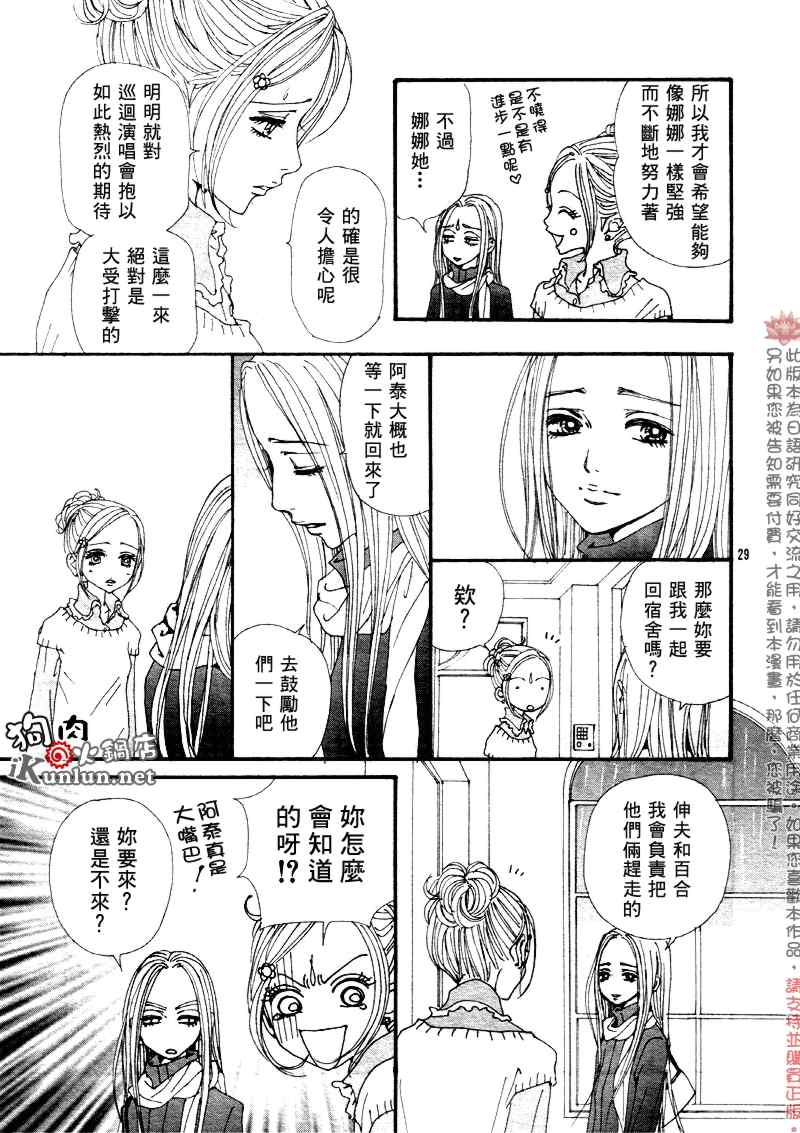 所以我才會希望能夠
像娜娜一樣堅強
而不斷地努力著
不曉得
是不是有
進步一點呢♡
不過
娜娜她…
的確是很
令人擔心呢
明明就對
巡迴演唱會抱以
如此熱烈的期待
這麼一來
絕對是
大受打擊的
阿泰大概也
等一下就回來了
去鼓勵他
們一下吧
29
那麼妳要
跟我一起
回宿舍嗎?
欸?
伸夫和百合
我會負責把
他們倆趕走的
妳怎麼
會知道
的呀!?
阿泰真是
大嘴巴!
妳要來?
還是不來?
狗肉
火鍋店
iKunlun.net
此版本為日語研究同好交流之用,請勿用於任何商業用途。如果您喜歡本作品,請支持並購買正版。
另如果您被告知需要付費,才能看到本漫畫,那麼,您被騙了!